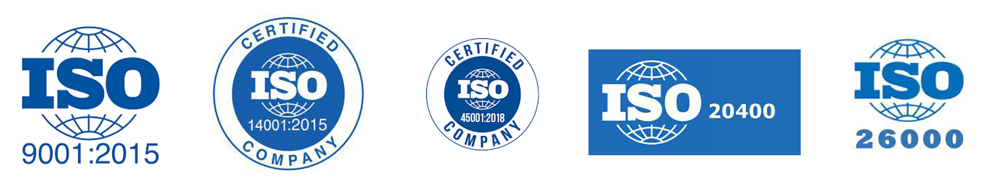 ISO
9001:2015
CERTIFIED
ISO
14001:2015
COMPANY
CERTIFIED
ISO
45001:2018
COMPANY
ISO 20400
ISO
26000